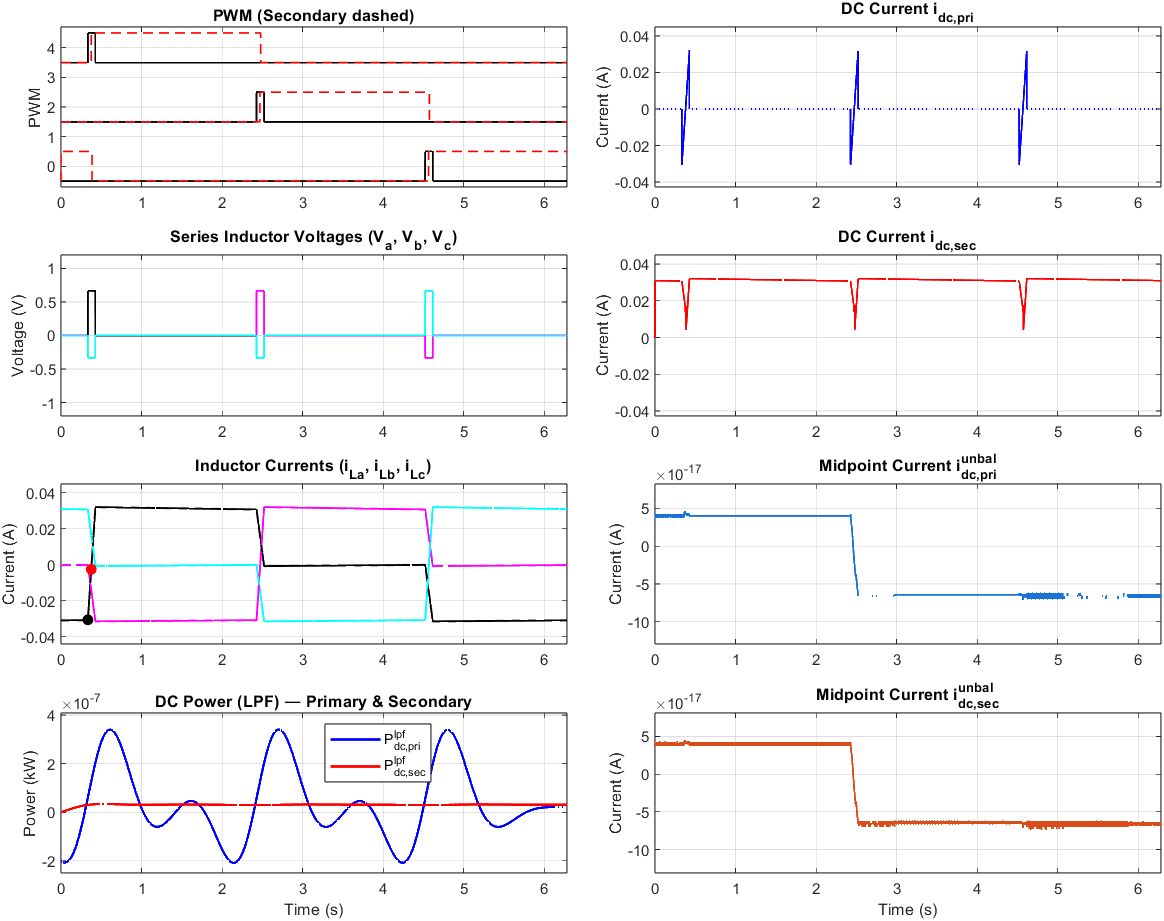 PWM (Secondary dashed)
PWM
4
3
2
1
0
0 1 2 3 4 5 6
DC Current i_dc,pri
Current (A)
0.04
0.02
0
-0.02
-0.04
0 1 2 3 4 5 6
Series Inductor Voltages (V_a, V_b, V_c)
Voltage (V)
1
0.5
0
-0.5
-1
0 1 2 3 4 5 6
DC Current i_dc,sec
Current (A)
0.04
0.02
0
-0.02
-0.04
0 1 2 3 4 5 6
Inductor Currents (i_La, i_Lb, i_Lc)
Current (A)
0.04
0.02
0
-0.02
-0.04
0 1 2 3 4 5 6
Midpoint Current i_dc,pri^unbal
×10^-17
Current (A)
5
0
-5
-10
0 1 2 3 4 5 6
DC Power (LPF) — Primary & Secondary
×10^-7
Power (kW)
4
2
0
-2
P_dc,pri^lpf
P_dc,sec^lpf
0 1 2 3 4 5 6
Time (s)
Midpoint Current i_dc,sec^unbal
×10^-17
Current (A)
5
0
-5
-10
0 1 2 3 4 5 6
Time (s)